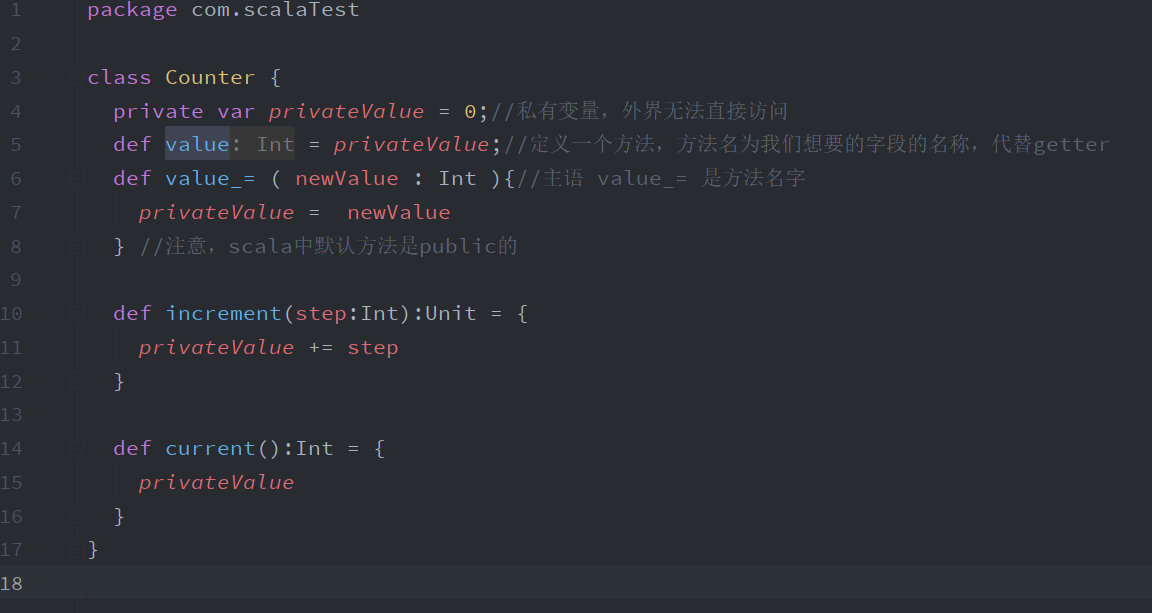 1 package com.scalaTest
2
3 class Counter {
4 private var privateValue = 0;//私有变量，外界无法直接访问
5 def value: Int = privateValue;//定义一个方法，方法名为我们想要的字段的名称，代替getter
6 def value_= ( newValue : Int ){//主语 value_= 是方法名字
7 privateValue = newValue
8 } //注意，scala中默认方法是public的
9
10 def increment(step:Int):Unit = {
11 privateValue += step
12 }
13
14 def current():Int = {
15 privateValue
16 }
17 }
18